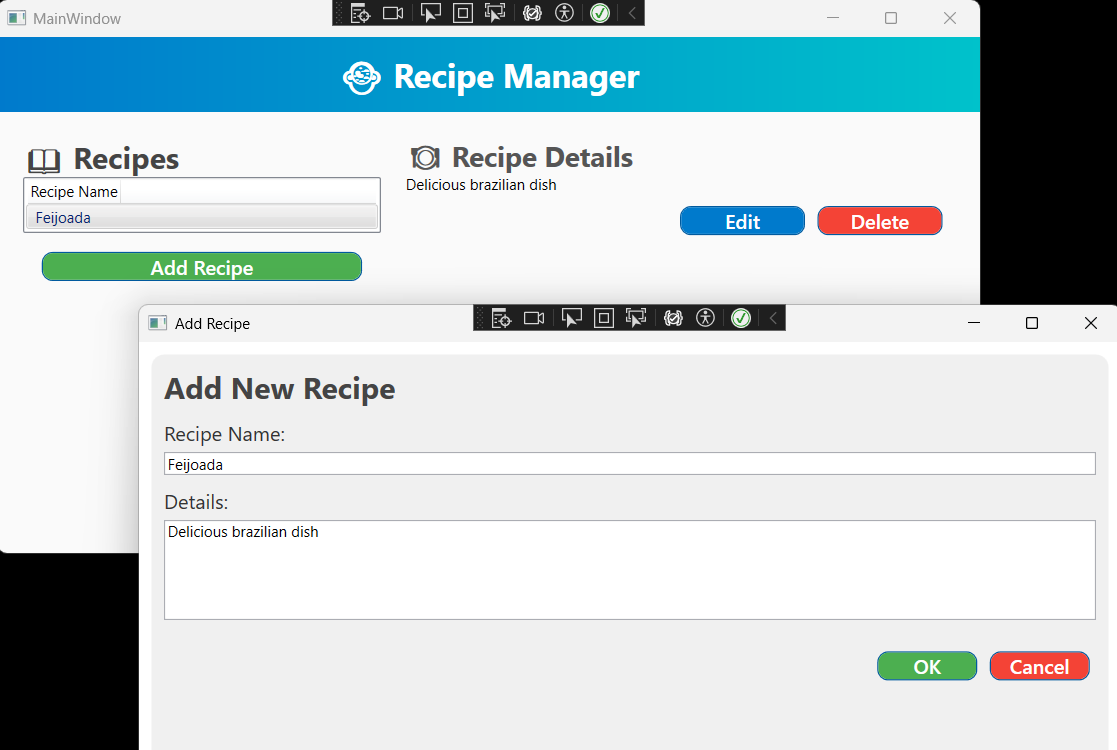 MainWindow
Recipe Manager
Recipes
Recipe Name
Feijoada
Add Recipe
Recipe Details
Delicious brazilian dish
Edit
Delete
Add Recipe
Add New Recipe
Recipe Name:
Feijoada
Details:
Delicious brazilian dish
OK
Cancel